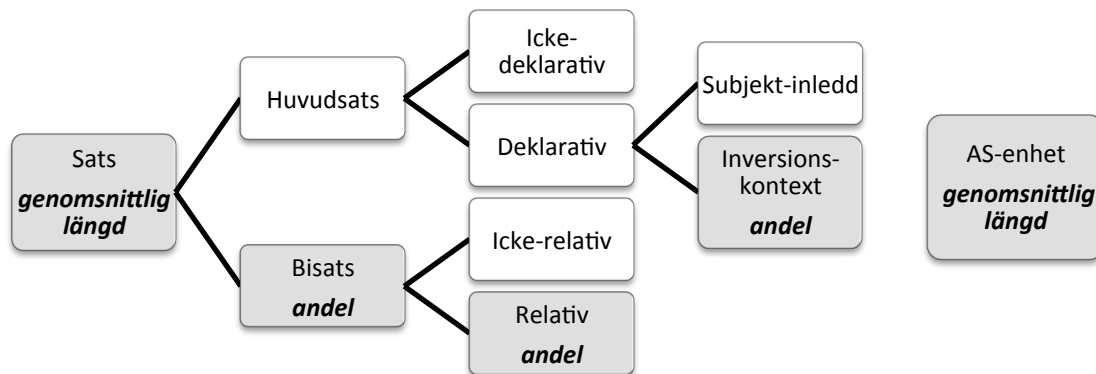 Sats
genomsnittlig
längd
Huvudsats
Bisats
andel
Icke-
deklarativ
Deklarativ
Icke-relativ
Relativ
andel
Subjekt-inledd
Inversions-
kontext
andel
AS-enhet
genomsnittlig
längd